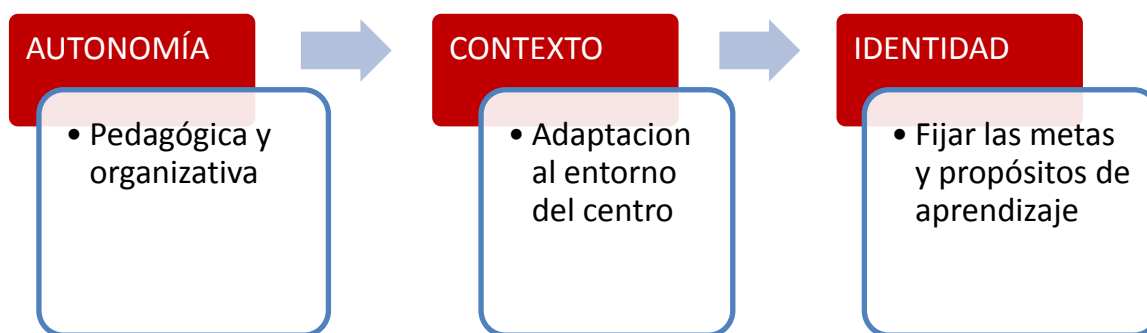 AUTONOMÍA
• Pedagógica y
organizativa
CONTEXTO
• Adaptacion
al entorno
del centro
IDENTIDAD
• Fijar las metas
y propósitos de
aprendizaje